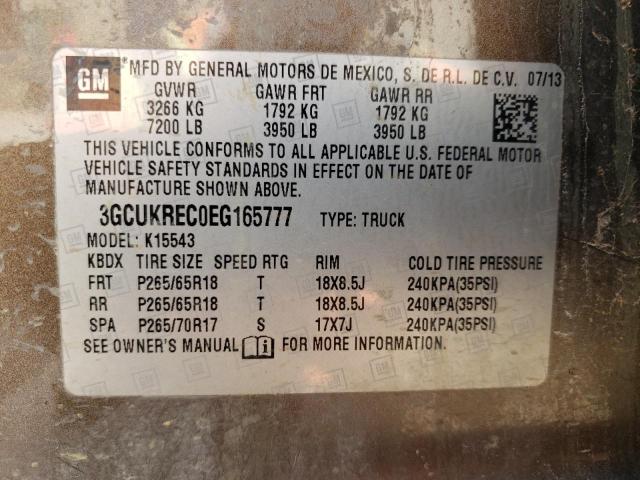 GM *MFD BY GENERAL MOTORS DE MEXICO, S. DE R.L. DE C.V. 07/13
GVWR GAWR FRT GAWR RR
3266 KG 1792 KG 1792 KG
7200 LB 3950 LB 3950 LB
THIS VEHICLE CONFORMS TO ALL APPLICABLE U.S. FEDERAL MOTOR
VEHICLE SAFETY STANDARDS IN EFFECT ON THE DATE OF
MANUFACTURE SHOWN ABOVE.
3GCUKREC0EG165777 TYPE: TRUCK
MODEL: K15543
KBDX TIRE SIZE SPEED RTG RIM COLD TIRE PRESSURE
FRT P265/65R18 T 18X8.5J 240KPA(35PSI)
RR P265/65R18 T 18X8.5J 240KPA(35PSI)
SPA P265/70R17 S 17X7J 240KPA(35PSI)
SEE OWNER'S MANUAL FOR MORE INFORMATION.